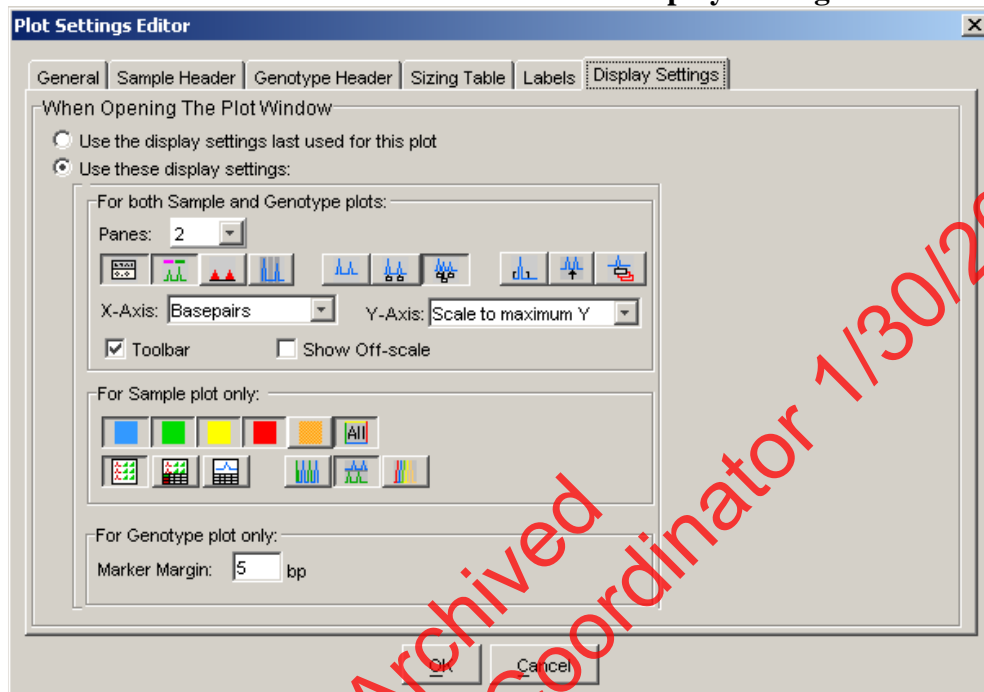 Plot Settings Editor
General Sample Header Genotype Header Sizing Table Labels Display Settings
When Opening The Plot Window
Use the display settings last used for this plot
Use these display settings:
For both Sample and Genotype plots:
Panes: 2
X-Axis: Basepairs Y-Axis: Scale to maximum Y
Toolbar Show Off-scale
For Sample plot only:
All
For Genotype plot only:
Marker Margin: 5 bp
OK Cancel
Archived
Coordinator 1/30/2